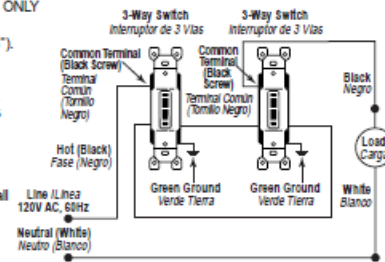 ONLY
").
all
3-Way Switch
Interruptor de 3 Vías
3-Way Switch
Interruptor de 3 Vías
Common Terminal
(Black Screw)
Terminal
Común
(Tornillo
Negro)
Common
Terminal
(Black
Screw)
Terminal Común
(Tornillo
Negro)
Black
Negro
Load
Carga
Hot (Black)
Fase (Negro)
Green Ground
Verde Tierra
Green Ground
Verde Tierra
White
Blanco
Line /Línea
120V AC, 60Hz
Neutral (White)
Neutro (Blanco)